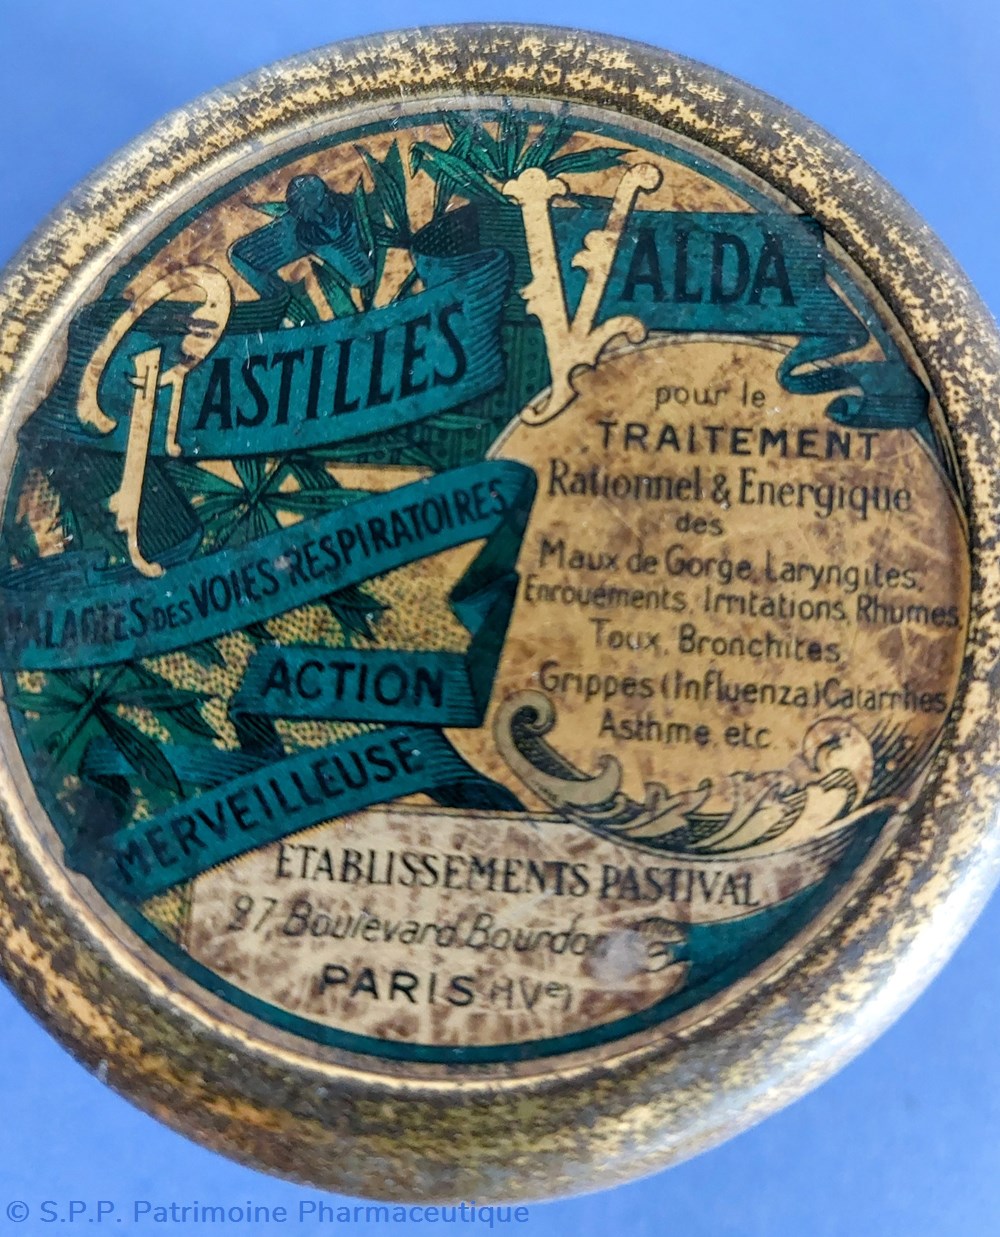 PASTILLES
VALDA
MALADIES DES VOIES RESPIRATOIRES
ACTION
MERVEILLEUSE
pour le
TRAITEMENT
Rationnel & Energique
des
Maux de Gorge, Laryngites,
Enrouements, Irritations, Rhumes,
Toux, Bronchites,
Grippes (Influenza) Catarrhes
Asthme, etc.
ETABLISSEMENTS PASTIVAL
Boulevard Bourdon
PARIS (IVe)
© S.P.P. Patrimoine Pharmaceutique